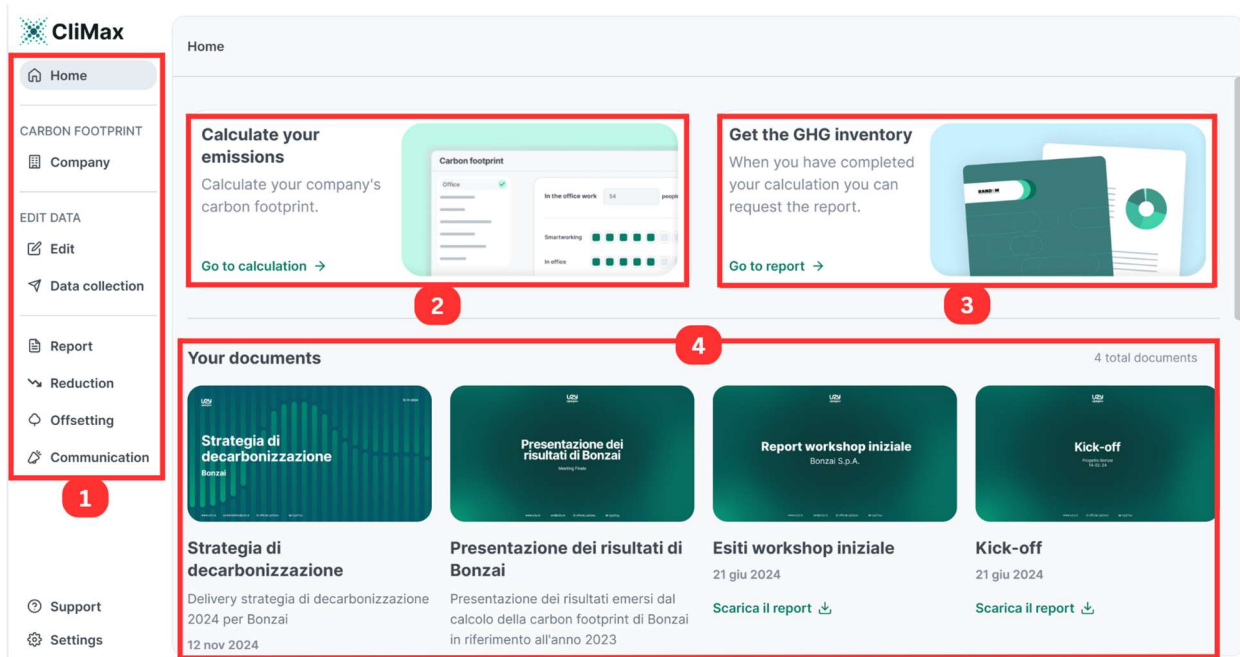 CliMax
Home
CARBON FOOTPRINT
Company
EDIT DATA
Edit
Data collection
Report
Reduction
Offsetting
Communication
1
Support
Settings
Home
Calculate your
emissions
Calculate your company's
carbon footprint.
Go to calculation →
Carbon footprint
Office
In the office work 54 people
Smartworking
In office
2
Get the GHG inventory
When you have completed
your calculation you can
request the report.
Go to report →
3
4
Your documents
4 total documents
Strategia di
decarbonizzazione
Bonzai
Presentazione dei
risultati di Bonzai
Meeting Finale
Report workshop iniziale
Bonzai S.p.A.
Kick-off
Progetto Bonzai
14.02.24
Strategia di
decarbonizzazione
Delivery strategia di decarbonizzazione
2024 per Bonzai
12 nov 2024
Presentazione dei risultati di
Bonzai
Presentazione dei risultati emersi dal
calcolo della carbon footprint di Bonzai
in riferimento all'anno 2023
Esiti workshop iniziale
21 giu 2024
Scarica il report
Kick-off
21 giu 2024
Scarica il report